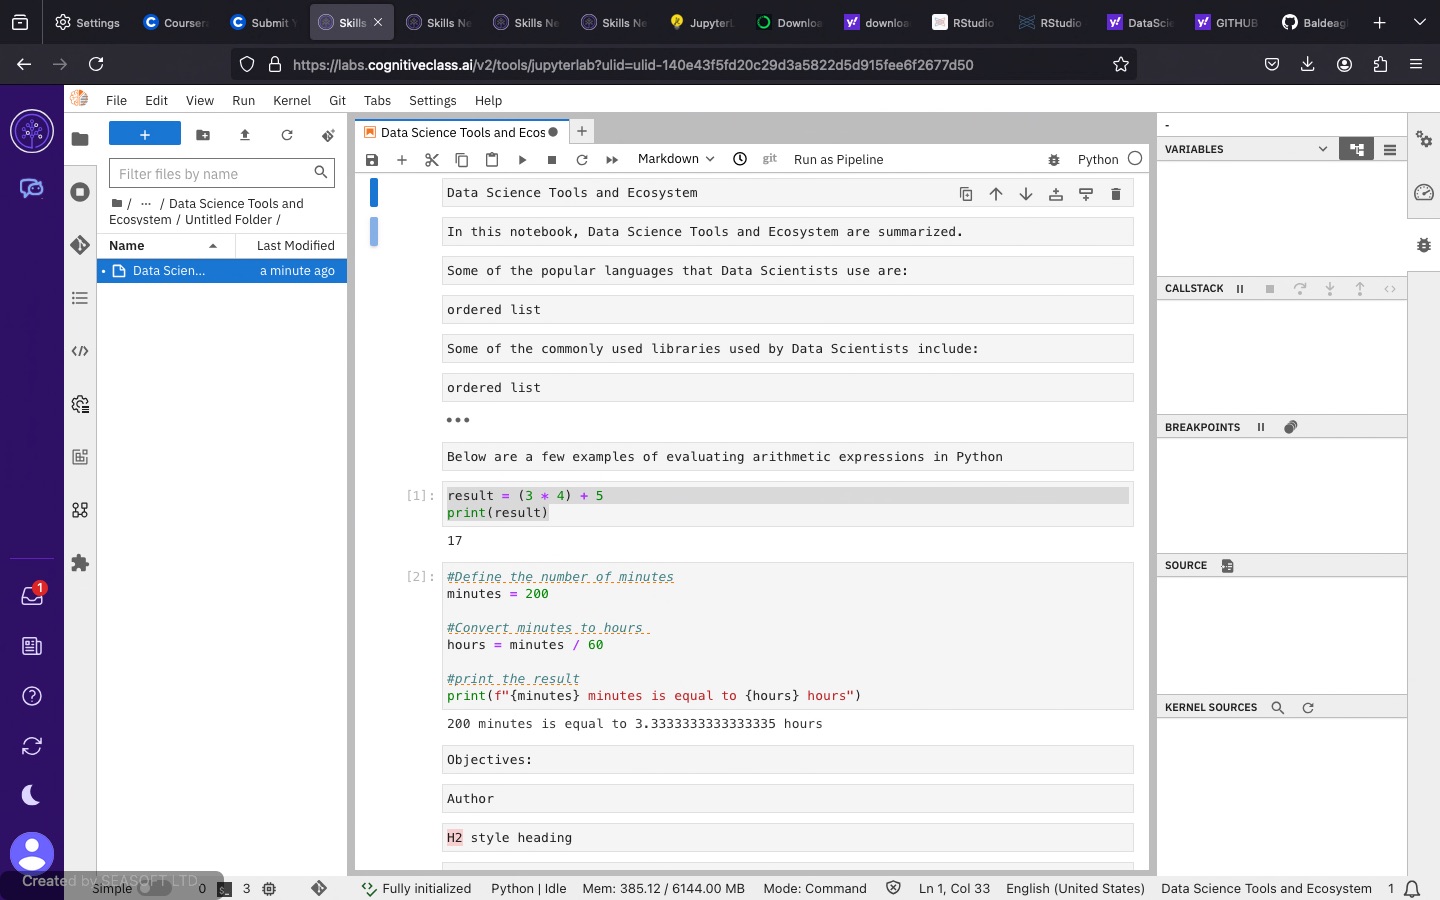 Settings
Coursera
Submit Y
Skills
Skills Ne
Skills Ne
Skills Ne
JupyterL
Downloa
downloa
RStudio
RStudio
DataScie
GITHUB
Baldeagl
https://labs.cognitiveclass.ai/v2/tools/jupyterlab?ulid=ulid-140e43f5fd20c29d3a5822d5d915fee6f2677d50
File Edit View Run Kernel Git Tabs Settings Help
Filter files by name
/ ··· / Data Science Tools and
Ecosystem / Untitled Folder /
Name Last Modified
Data Scien... a minute ago
Data Science Tools and Ecos
Markdown git Run as Pipeline Python
Data Science Tools and Ecosystem
In this notebook, Data Science Tools and Ecosystem are summarized.
Some of the popular languages that Data Scientists use are:
ordered list
Some of the commonly used libraries used by Data Scientists include:
ordered list
•••
Below are a few examples of evaluating arithmetic expressions in Python
[1]: result = (3 * 4) + 5
print(result)
17
[2]: #Define the number of minutes
minutes = 200
#Convert minutes to hours
hours = minutes / 60
#print the result
print(f"{minutes} minutes is equal to {hours} hours")
200 minutes is equal to 3.3333333333333335 hours
Objectives:
Author
H2 style heading
-
VARIABLES
CALLSTACK
BREAKPOINTS
SOURCE
KERNEL SOURCES
1
Created by SEASOFT LTD
Simple 0 3 Fully initialized Python | Idle Mem: 385.12 / 6144.00 MB Mode: Command Ln 1, Col 33 English (United States) Data Science Tools and Ecosystem 1